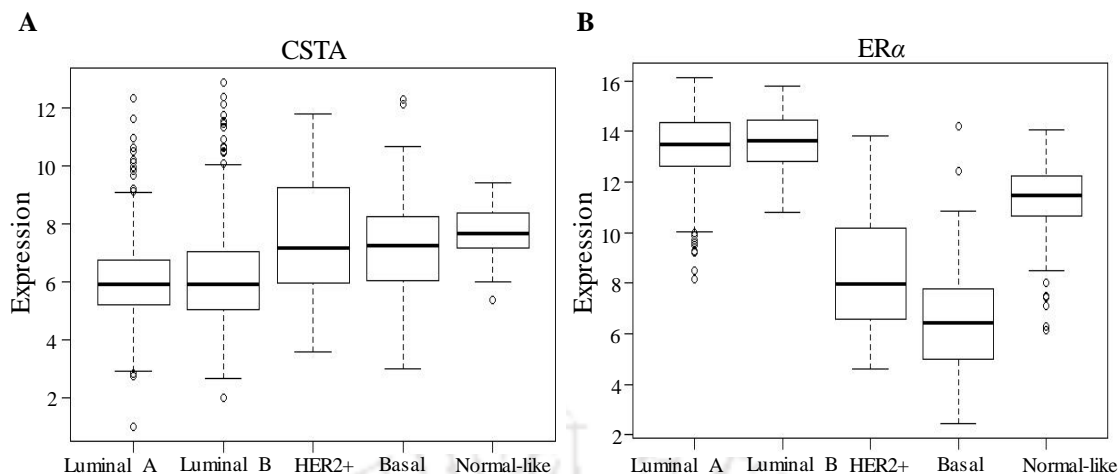 A
CSTA
Expression
12
10
8
6
4
2
Luminal A Luminal B HER2+ Basal Normal-like
B
ERα
Expression
16
14
12
10
8
6
4
2
Luminal A Luminal B HER2+ Basal Normal-like